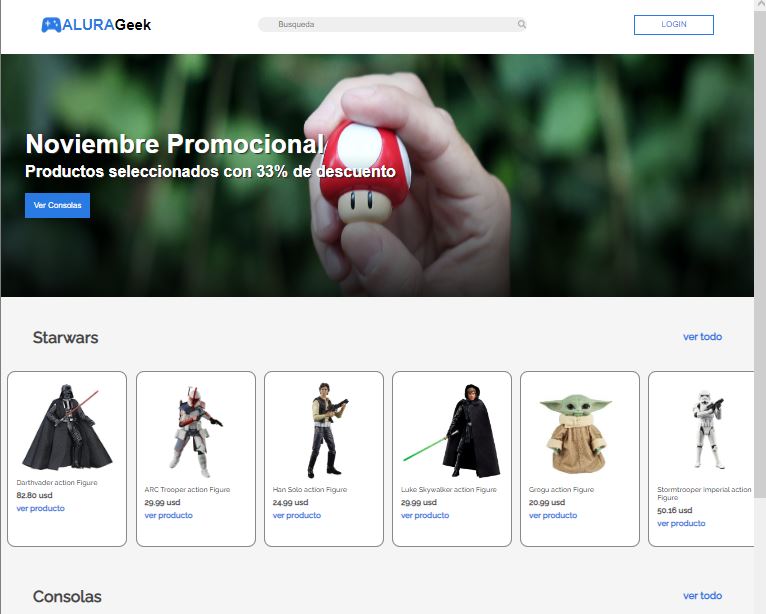 ALURAGeek
Busqueda
LOGIN
Noviembre Promocional
Productos seleccionados con 33% de descuento
Ver Consolas
Starwars
ver todo
Darthvader action Figure
82.80 usd
ver producto
ARC Trooper action Figure
29.99 usd
ver producto
Han Solo action Figure
24.99 usd
ver producto
Luke Skywalker action Figure
29.99 usd
ver producto
Grogu action Figure
20.99 usd
ver producto
Stormtrooper Imperial action
Figure
50.16 usd
ver producto
Consolas
ver todo